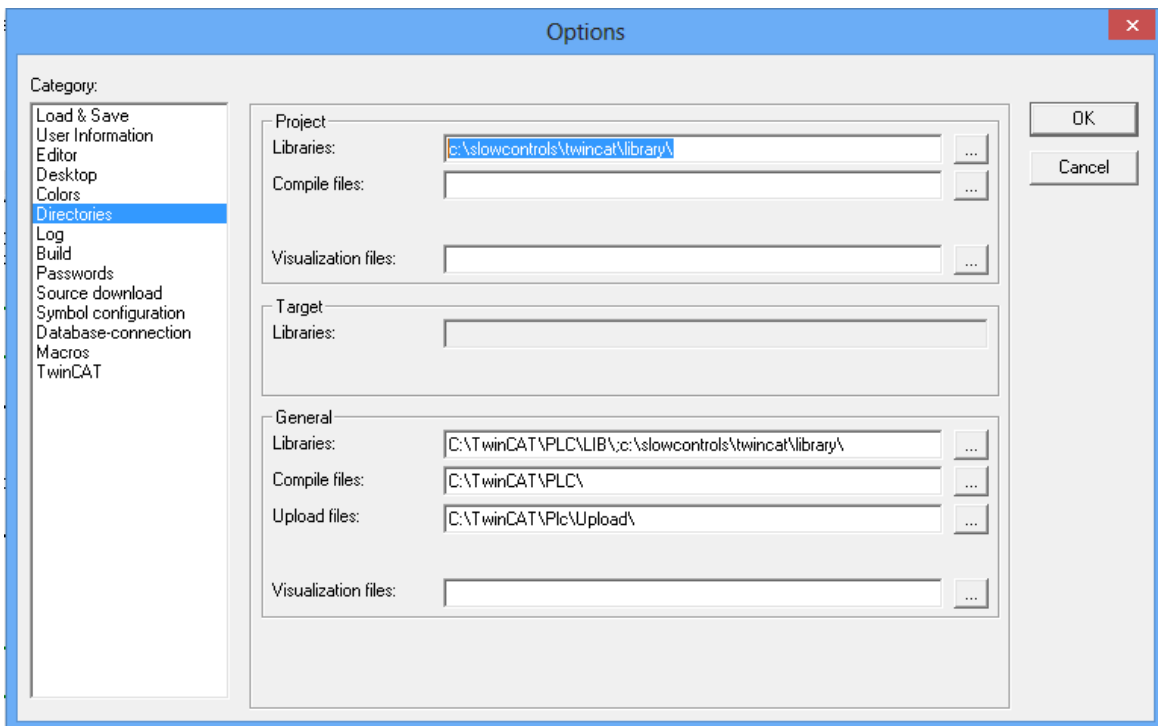 Options
Category:
Load & Save
User Information
Editor
Desktop
Colors
Directories
Log
Build
Passwords
Source download
Symbol configuration
Database-connection
Macros
TwinCAT
Project
Libraries:
c:\slowcontrols\twincat\library\
...
Compile files:
...
Visualization files:
...
Target
Libraries:
General
Libraries:
C:\TwinCAT\PLC\LIB\;c:\slowcontrols\twincat\library\
...
Compile files:
C:\TwinCAT\PLC\
...
Upload files:
C:\TwinCAT\Plc\Upload\
...
Visualization files:
...
OK
Cancel